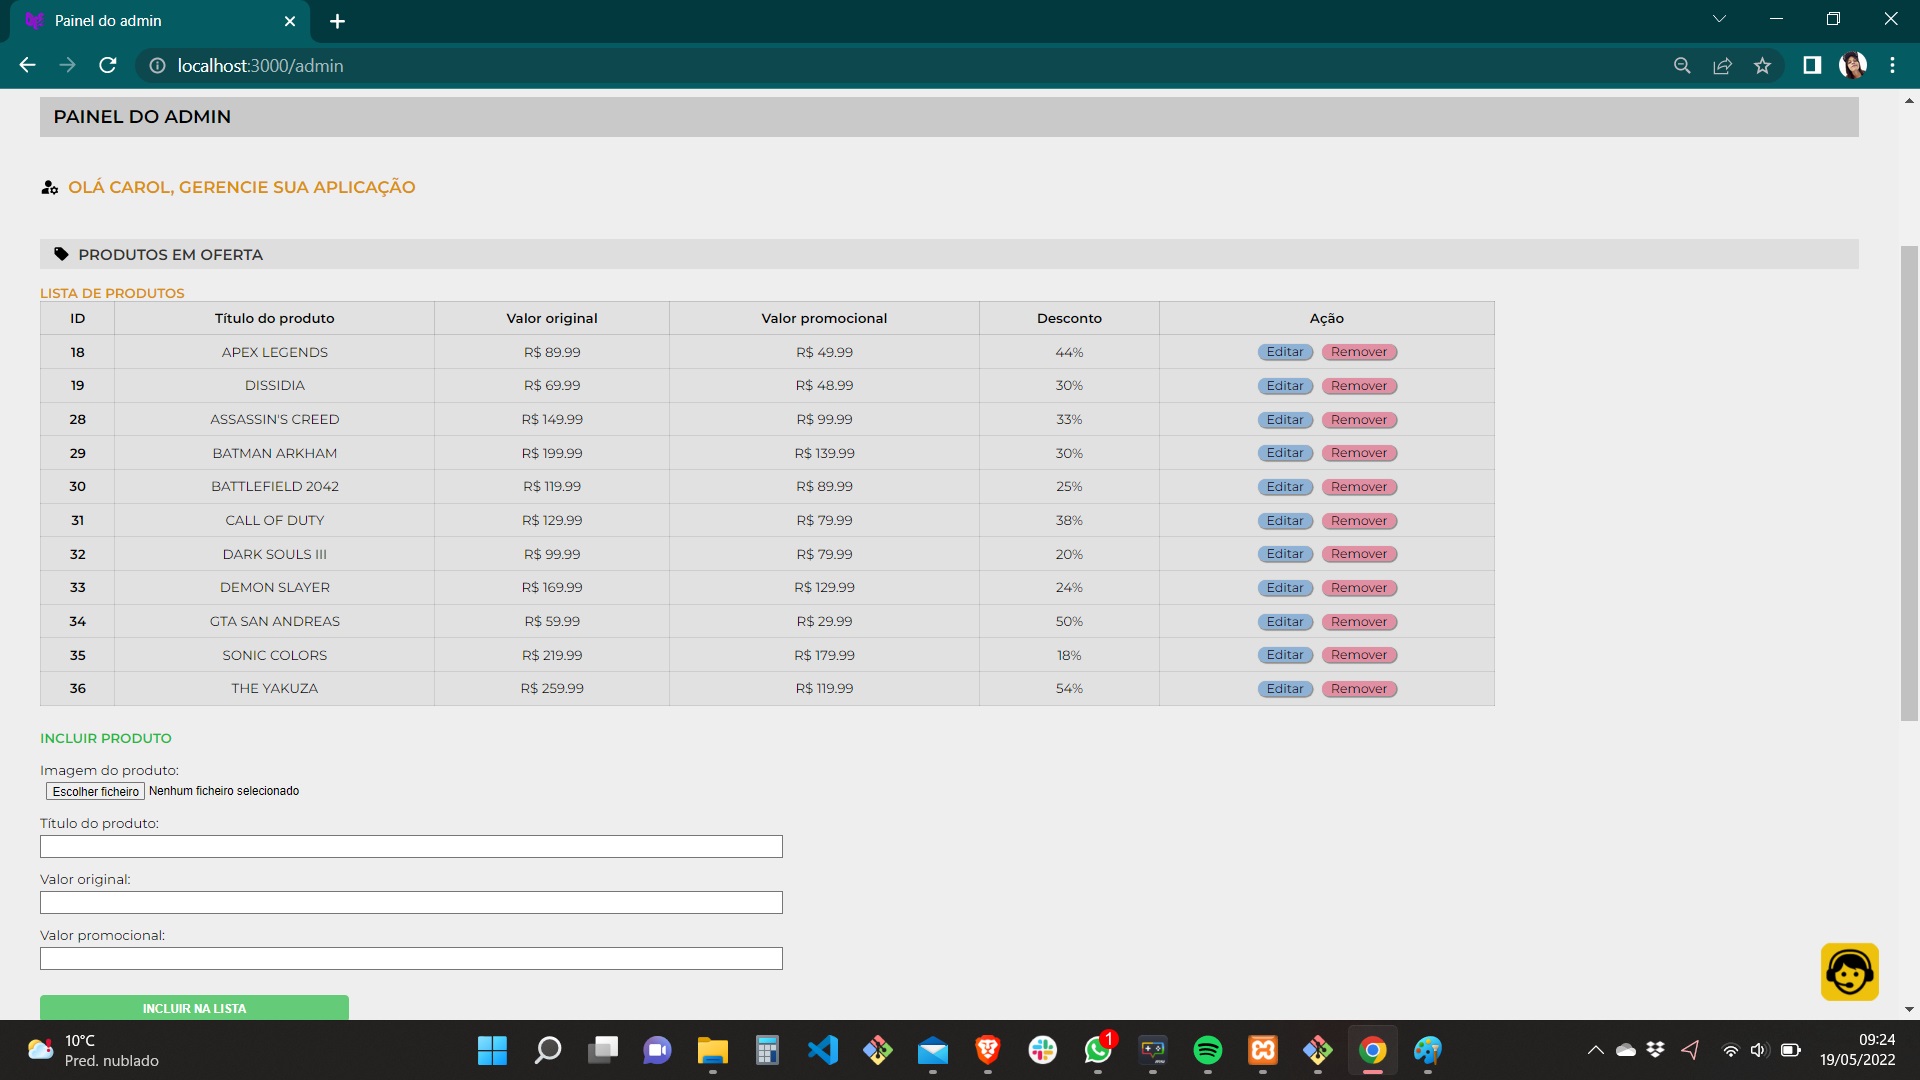 Painel do admin
localhost:3000/admin
PAINEL DO ADMIN
OLÁ CAROL, GERENCIE SUA APLICAÇÃO
PRODUTOS EM OFERTA
LISTA DE PRODUTOS
ID Título do produto Valor original Valor promocional Desconto Ação
18 APEX LEGENDS R$ 89.99 R$ 49.99 44% Editar Remover
19 DISSIDIA R$ 69.99 R$ 48.99 30% Editar Remover
28 ASSASSIN'S CREED R$ 149.99 R$ 99.99 33% Editar Remover
29 BATMAN ARKHAM R$ 199.99 R$ 139.99 30% Editar Remover
30 BATTLEFIELD 2042 R$ 119.99 R$ 89.99 25% Editar Remover
31 CALL OF DUTY R$ 129.99 R$ 79.99 38% Editar Remover
32 DARK SOULS III R$ 99.99 R$ 79.99 20% Editar Remover
33 DEMON SLAYER R$ 169.99 R$ 129.99 24% Editar Remover
34 GTA SAN ANDREAS R$ 59.99 R$ 29.99 50% Editar Remover
35 SONIC COLORS R$ 219.99 R$ 179.99 18% Editar Remover
36 THE YAKUZA R$ 259.99 R$ 119.99 54% Editar Remover
INCLUIR PRODUTO
Imagem do produto:
Escolher ficheiro Nenhum ficheiro selecionado
Título do produto:
Valor original:
Valor promocional:
INCLUIR NA LISTA
10°C
Pred. nublado
1
09:24
19/05/2022